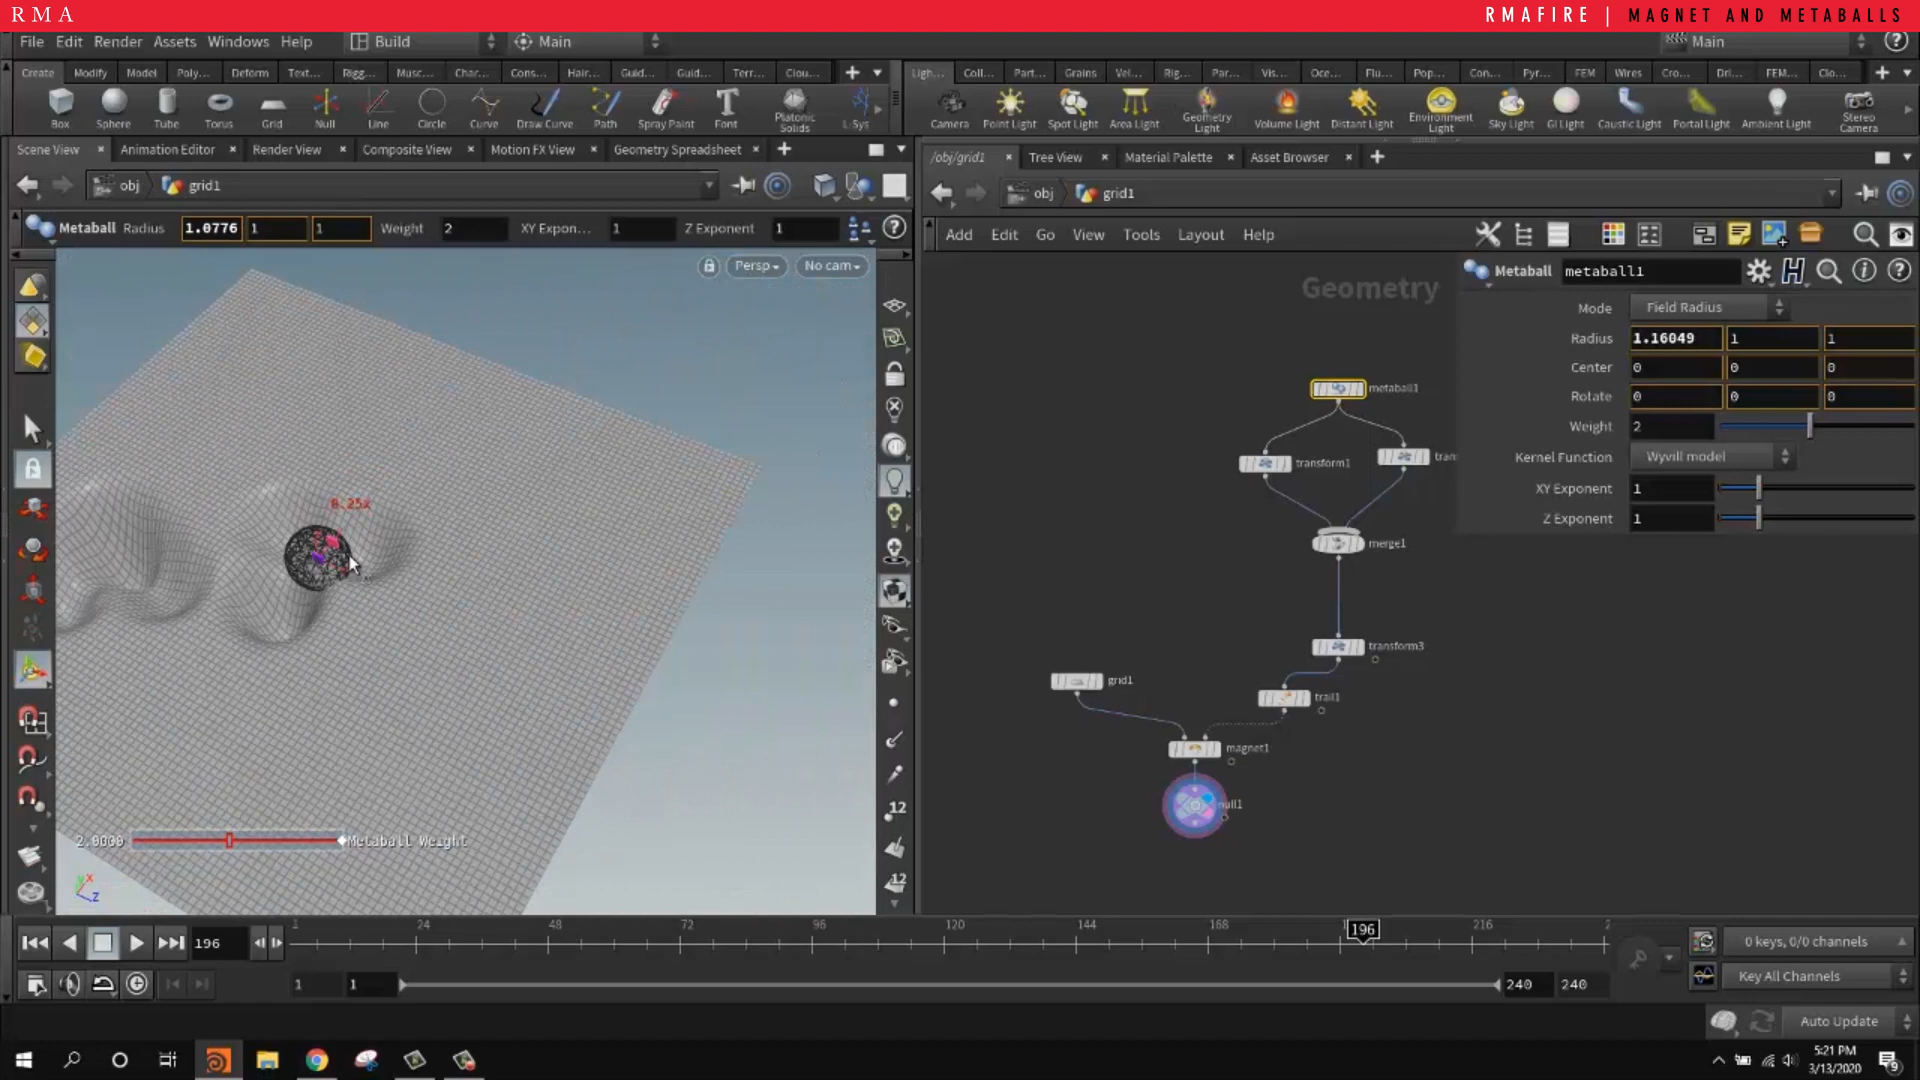 RMA
RMAFIRE | MAGNET AND METABALLS
File Edit Render Assets Windows Help Build Main Main
Create Modify Model Poly... Deform Text... Rigg... Musc... Char... Cons... Hair... Guid... Guid... Terr... Clou...
Ligh... Coll... Part... Grains Vel... Rig... Par... Vis... Oce... Flu... Pop... Con... Pyr... FEM Wires Cro... Dri... FEM... Clo...
Box Sphere Tube Torus Grid Null Line Circle Curve Draw Curve Path Spray Paint Font Platonic Solids L-Sys
Camera Point Light Spot Light Area Light Geometry Light Volume Light Distant Light Environment Light Sky Light GI Light Caustic Light Portal Light Ambient Light Stereo Camera
Scene View Animation Editor Render View Composite View Motion FX View Geometry Spreadsheet
/obj/grid1 Tree View Material Palette Asset Browser
obj grid1
obj grid1
Metaball Radius 1.0776 1 1 Weight 2 XY Expon... 1 Z Exponent 1
Add Edit Go View Tools Layout Help
Persp No cam
Geometry
Metaball metaball1
Mode Field Radius
Radius 1.16049 1 1
Center 0 0 0
Rotate 0 0 0
Weight 2
Kernel Function Wyvill model
XY Exponent 1
Z Exponent 1
metaball1
transform1
tran
merge1
transform3
grid1
trail1
magnet1
null1
0.25x
12
12
2.0000 Metaball Weight
196
1 24 48 72 96 120 144 168 196 216 2
0 keys, 0/0 channels
1 1 240 240
Key All Channels
Auto Update
5:21 PM
3/13/2020